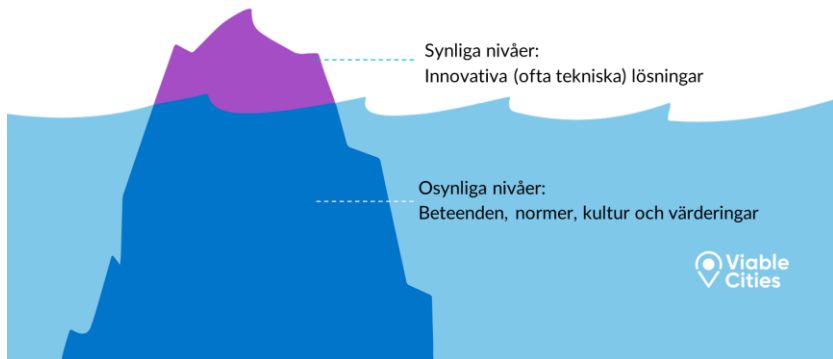 Synliga nivåer:
Innovativa (ofta tekniska) lösningar
Osynliga nivåer:
Beteenden, normer, kultur och värderingar
Viable
Cities